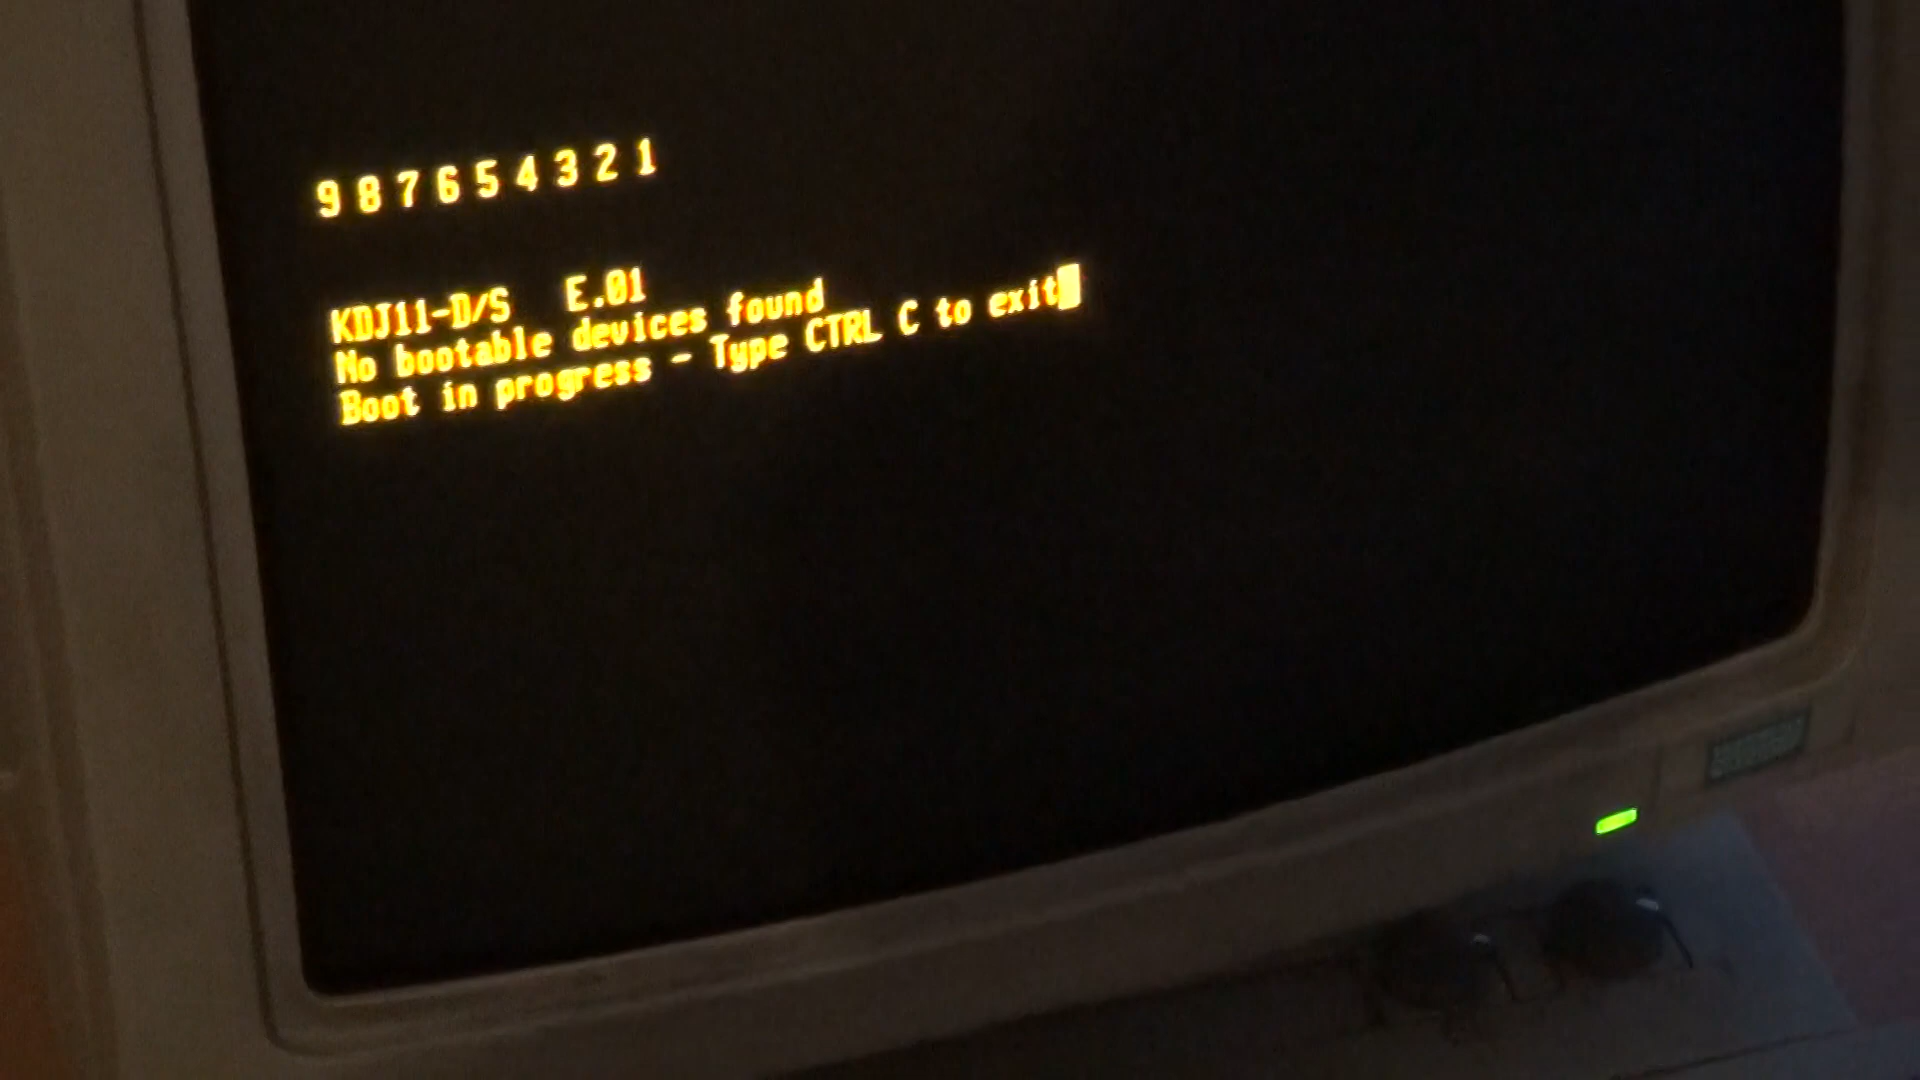 9 8 7 6 5 4 3 2 1
KDJ11-D/S   E.01
No bootable devices found
Boot in progress - Type CTRL C to exit